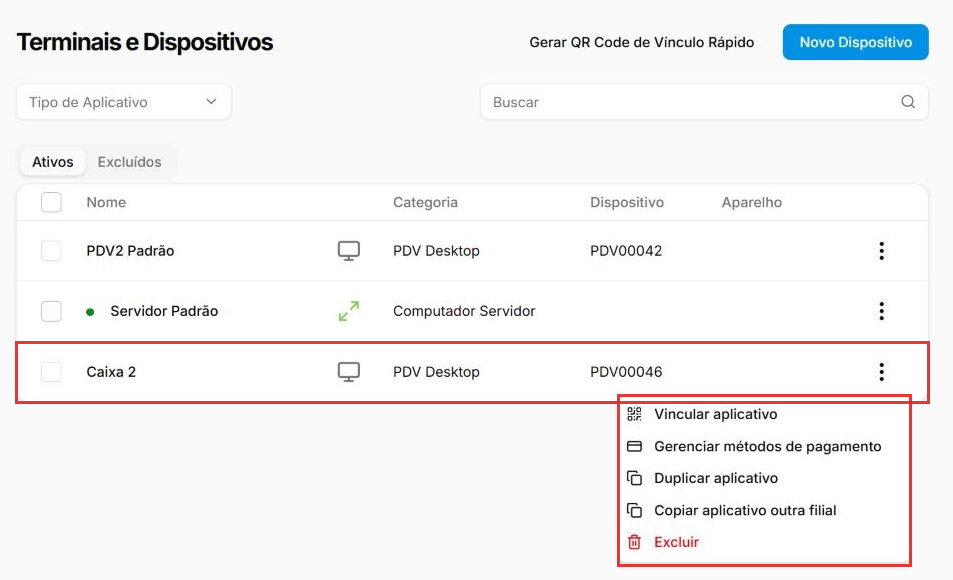 Terminais e Dispositivos
Gerar QR Code de Vínculo Rápido
Novo Dispositivo
Tipo de Aplicativo
Buscar
Ativos
Excluídos
Nome Categoria Dispositivo Aparelho
PDV2 Padrão PDV Desktop PDV00042
Servidor Padrão Computador Servidor
Caixa 2 PDV Desktop PDV00046
Vincular aplicativo
Gerenciar métodos de pagamento
Duplicar aplicativo
Copiar aplicativo outra filial
Excluir